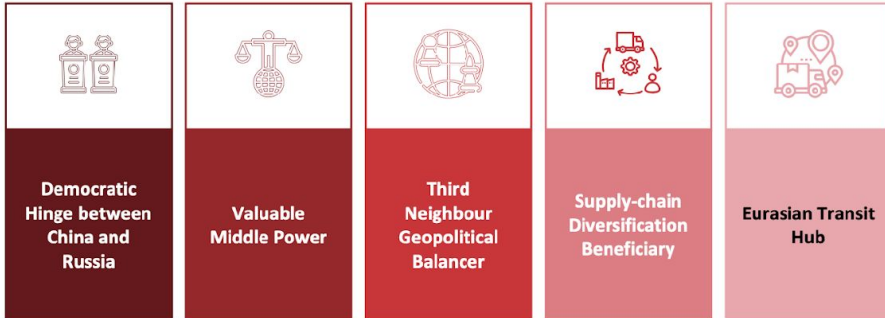 Democratic
Hinge between
China and
Russia
Valuable
Middle Power
Third
Neighbour
Geopolitical
Balancer
Supply-chain
Diversification
Beneficiary
Eurasian Transit
Hub